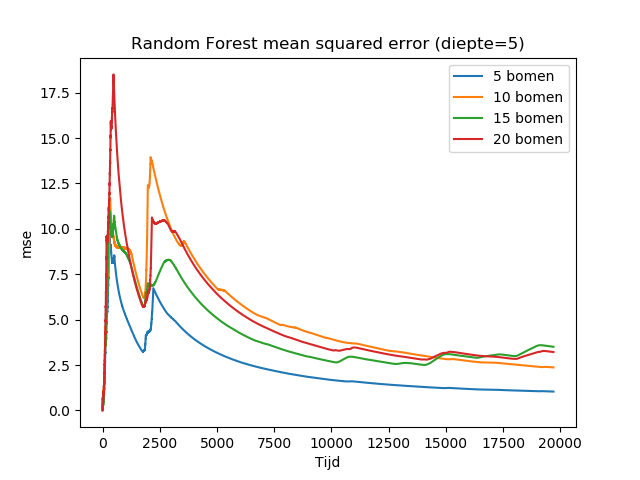 Random Forest mean squared error (diepte=5)
5 bomen
10 bomen
15 bomen
20 bomen
mse
17.5
15.0
12.5
10.0
7.5
5.0
2.5
0.0
0 2500 5000 7500 10000 12500 15000 17500 20000
Tijd